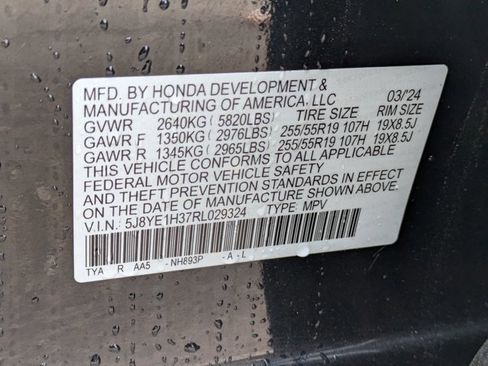 MFD. BY HONDA DEVELOPMENT &
MANUFACTURING OF AMERICA, LLC 03/24
GVWR 2640KG ( 5820LBS) TIRE SIZE RIM SIZE
GAWR F 1350KG ( 2976LBS) 255/55R19 107H 19X8.5J
GAWR R 1345KG ( 2965LBS) 255/55R19 107H 19X8.5J
THIS VEHICLE CONFORMS TO ALL APPLICABLE
FEDERAL MOTOR VEHICLE SAFETY
AND THEFT PREVENTION STANDARDS IN EFFECT
ON THE DATE OF MANUFACTURE SHOWN ABOVE.
V.I.N. : 5J8YE1H37RL029324 TYPE: MPV
TYA R AA5 -NH893P -A -L